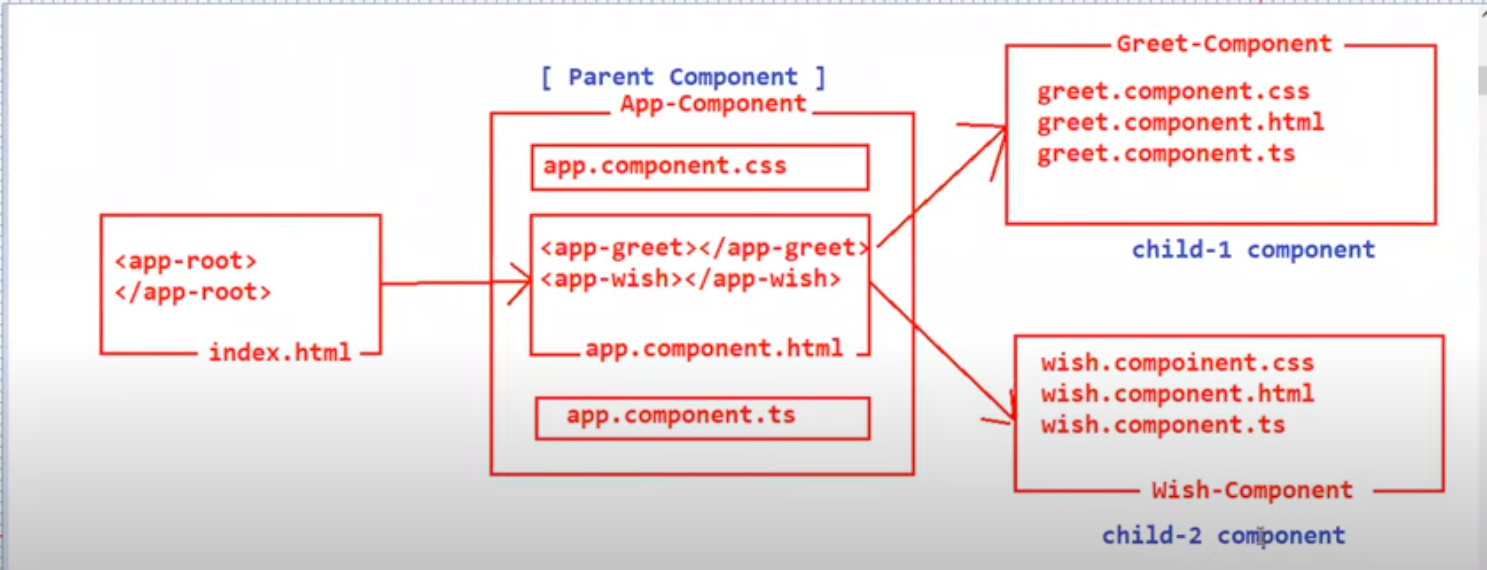 <app-root>
</app-root>
index.html
[ Parent Component ]
App-Component
app.component.css
<app-greet></app-greet>
<app-wish></app-wish>
app.component.html
app.component.ts
Greet-Component
greet.component.css
greet.component.html
greet.component.ts
child-1 component
wish.compoinent.css
wish.component.html
wish.component.ts
Wish-Component
child-2 component